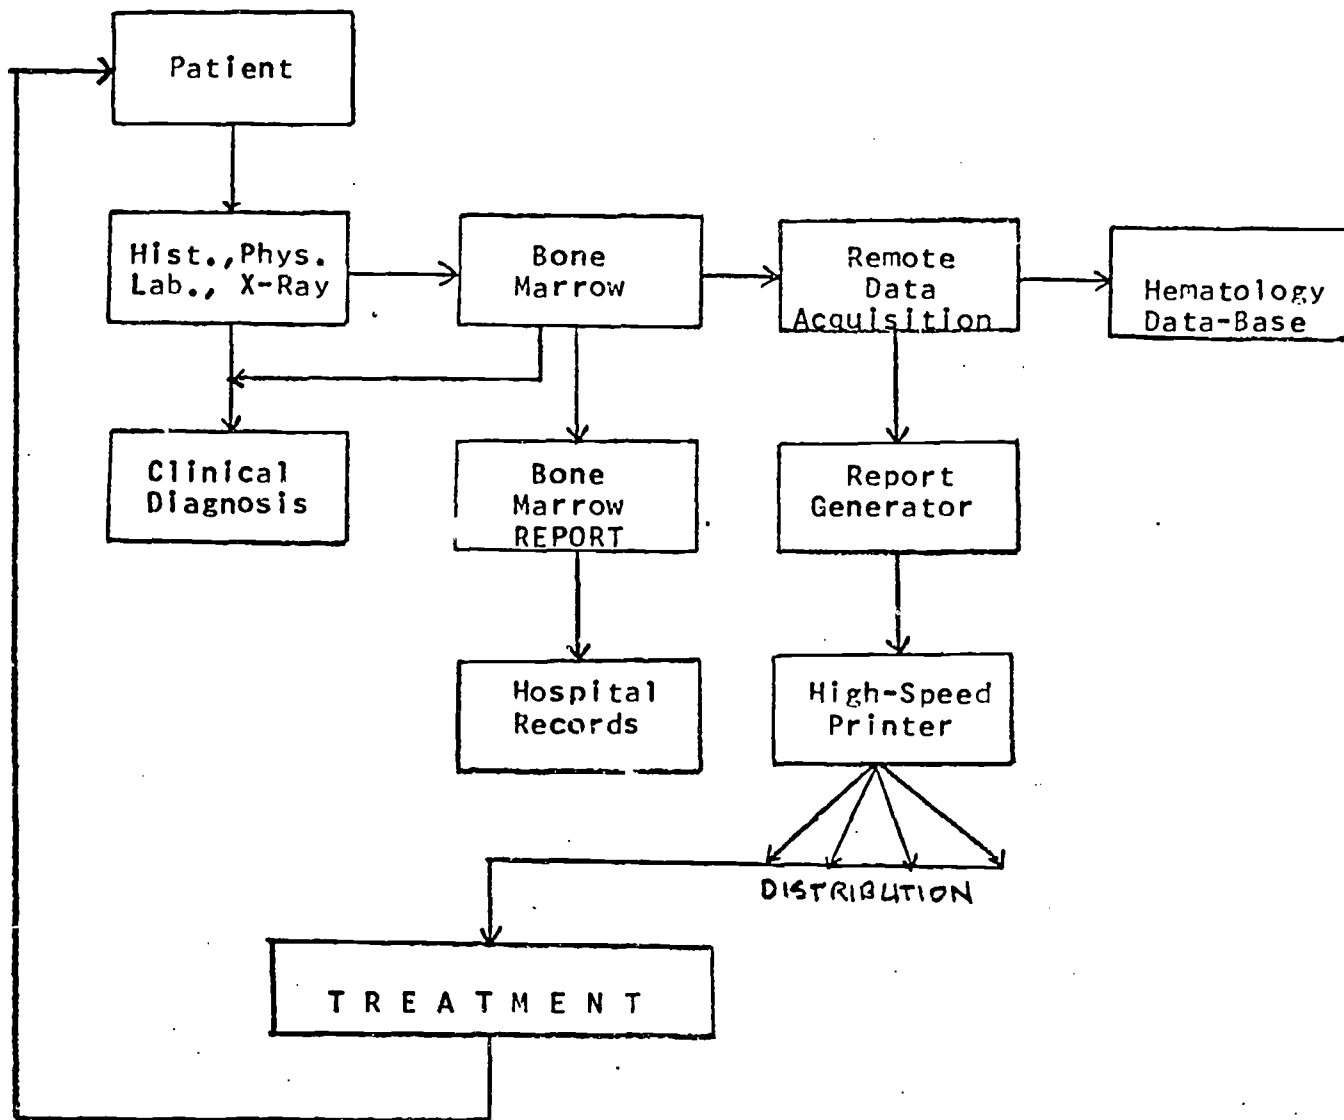 Patient
Hist.,Phys.
Lab., X-Ray
Bone
Marrow
Remote
Data
Acquisition
Hematology
Data-Base
Clinical
Diagnosis
Bone
Marrow
REPORT
Report
Generator
Hospital
Records
High-Speed
Printer
DISTRIBUTION
T R E A T M E N T